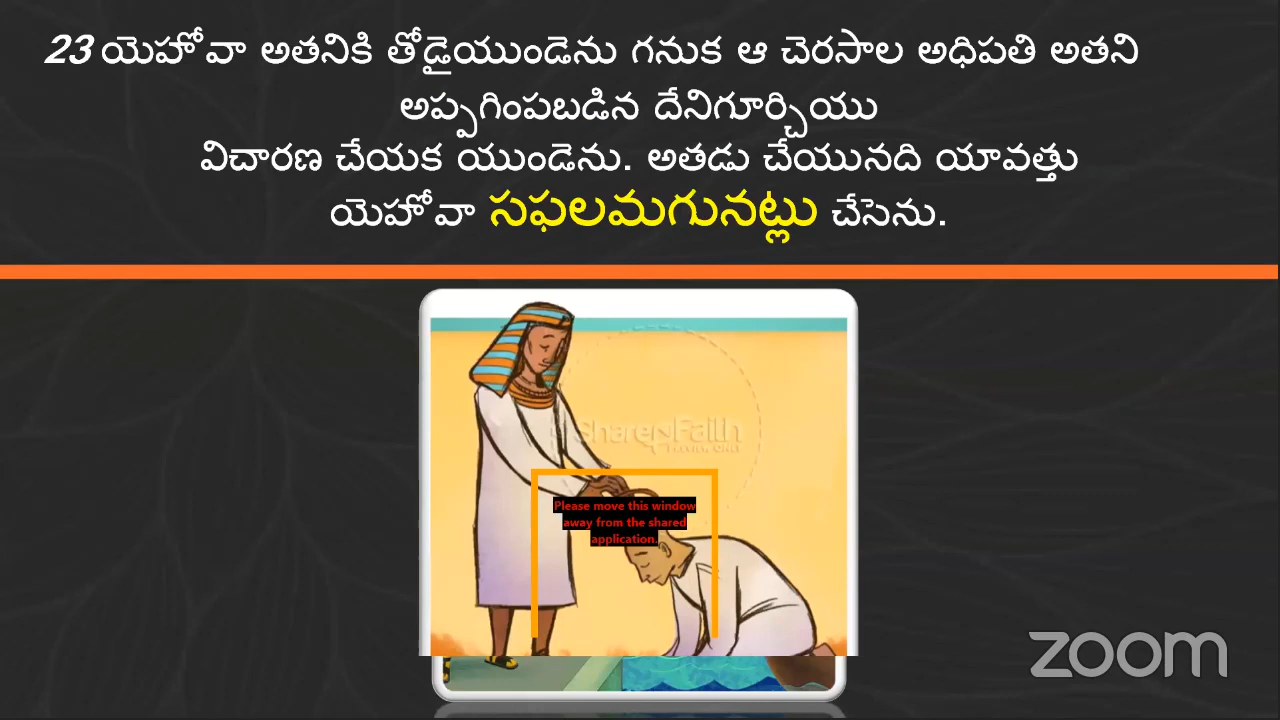 23 యెహోవా అతనికి తోడైయుండెను గనుక ఆ చెరసాల అధిపతి అతని
అప్పగింపబడిన దేనిగూర్చియు
విచారణ చేయక యుండెను. అతడు చేయునది యావత్తు
యెహోవా సఫలమగునట్లు చేసెను.
ShareFaith
Please move this window
away from the shared
application.
zoom